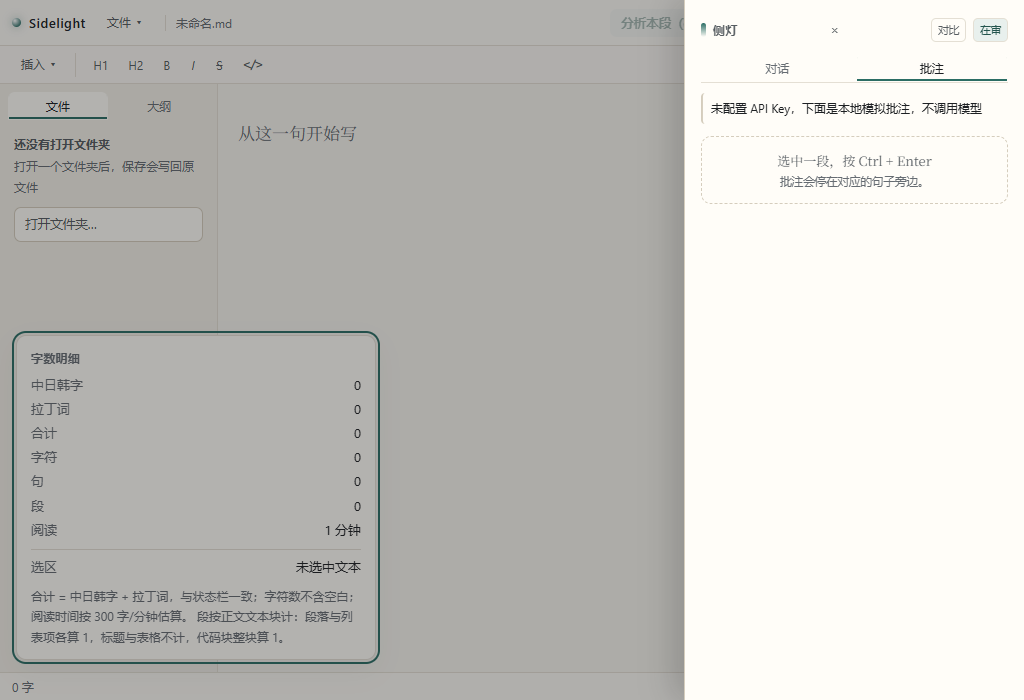 Sidelight 文件 ▾ 未命名.md 分析本段 (
插入 ▾ H1 H2 B I S </>
文件 大纲
还没有打开文件夹
打开一个文件夹后，保存会写回原
文件
打开文件夹...
从这一句开始写
字数明细
中日韩字 0
拉丁词 0
合计 0
字符 0
句 0
段 0
阅读 1 分钟
选区 未选中文本
合计 = 中日韩字 + 拉丁词，与状态栏一致；字符数不含空白；
阅读时间按 300 字/分钟估算。 段按正文文本块计：段落与列
表项各算 1，标题与表格不计，代码块整块算 1。
0 字
侧灯 × 对比 在审
对话 批注
未配置 API Key，下面是本地模拟批注，不调用模型
选中一段，按 Ctrl + Enter
批注会停在对应的句子旁边。